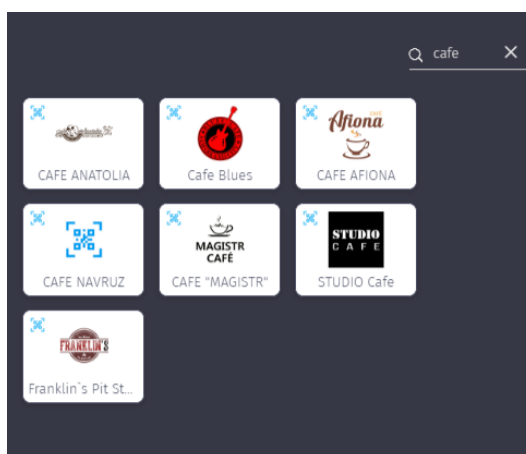 cafe
CAFE ANATOLIA
Cafe Blues
Afiona
CAFE AFIONA
CAFE NAVRUZ
MAGISTR
CAFÉ
CAFE "MAGISTR"
STUDIO
CAFE
STUDIO Cafe
FRANKLIN'S
Franklin`s Pit St...